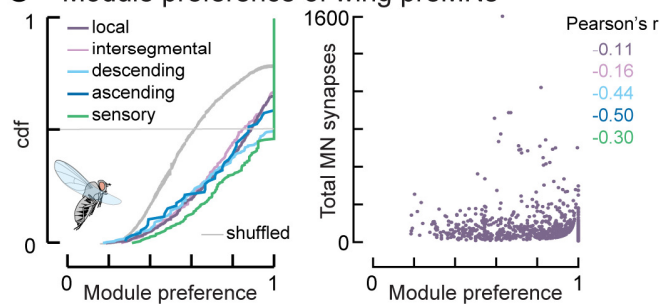 Module preference of wing preMNs
1
cdf
0
local
intersegmental
descending
ascending
sensory
shuffled
0
1
Module preference
1600
Total MN synapses
0
0
1
Module preference
Pearson's r
-0.11
-0.16
-0.44
-0.50
-0.30